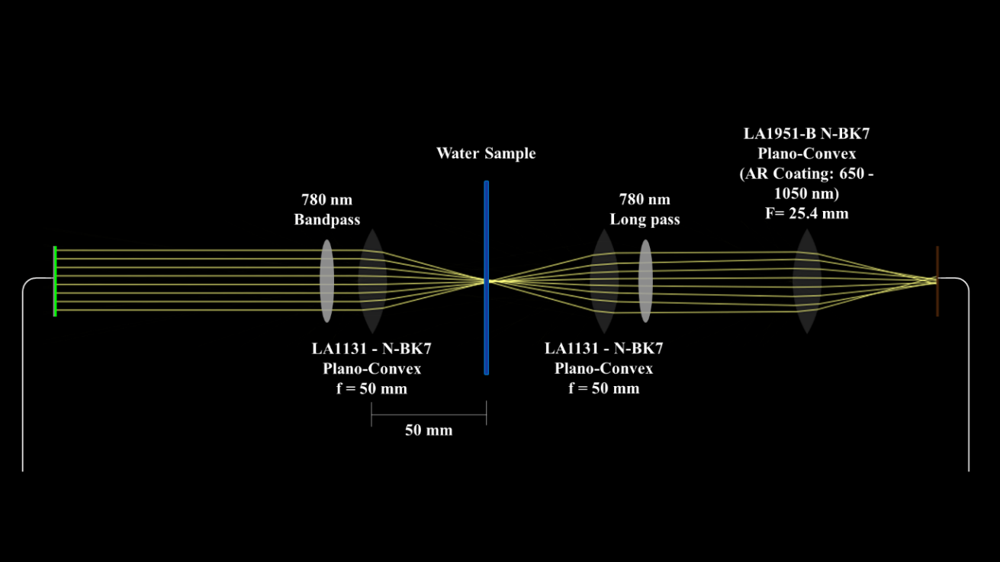 Water Sample
780 nm
Bandpass
780 nm
Long pass
LA1951-B N-BK7
Plano-Convex
(AR Coating: 650 -
1050 nm)
F= 25.4 mm
LA1131 - N-BK7
Plano-Convex
f = 50 mm
LA1131 - N-BK7
Plano-Convex
f = 50 mm
50 mm